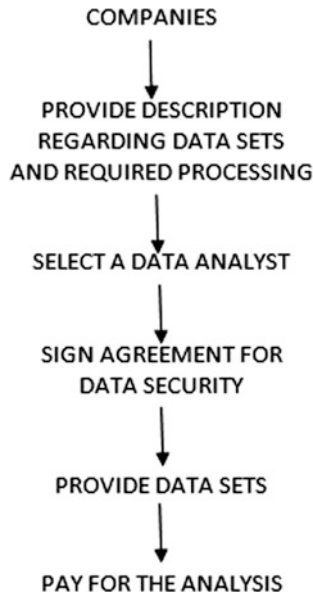 COMPANIES
PROVIDE DESCRIPTION
REGARDING DATA SETS
AND REQUIRED PROCESSING
SELECT A DATA ANALYST
SIGN AGREEMENT FOR
DATA SECURITY
PROVIDE DATA SETS
PAY FOR THE ANALYSIS